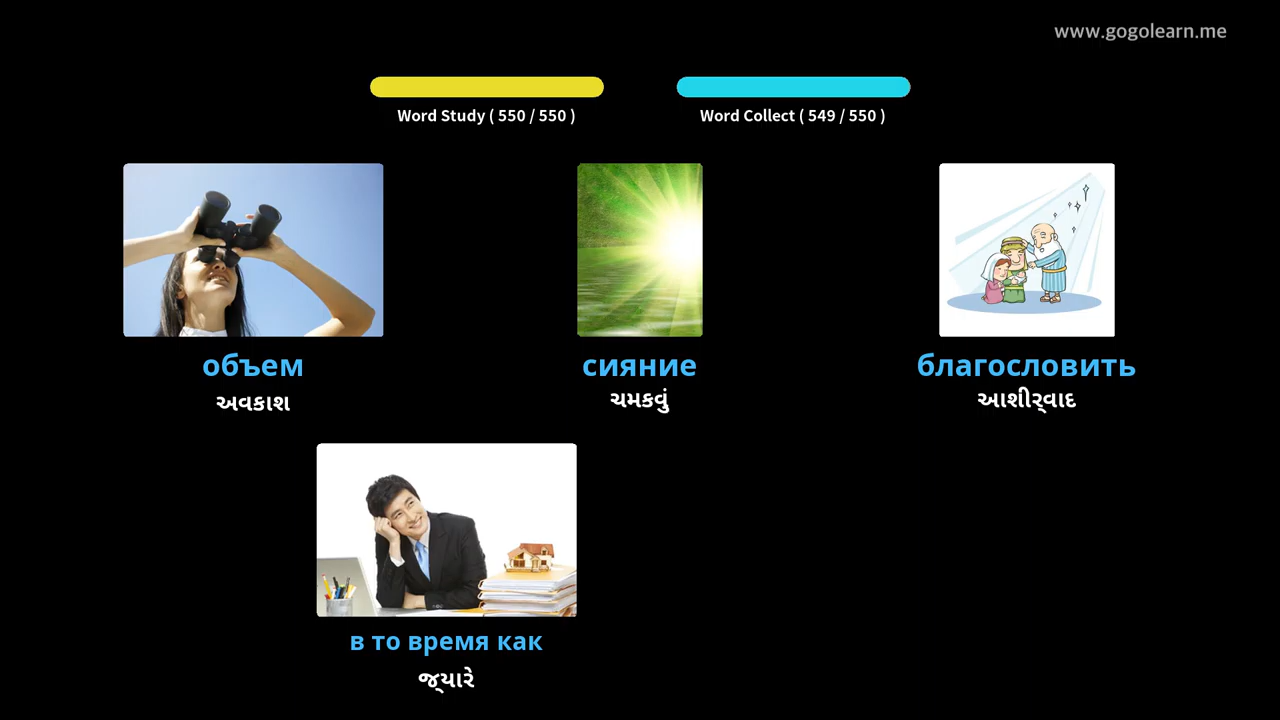 www.gogolearn.me
Word Study ( 550 / 550 )
Word Collect ( 549 / 550 )
объем
сияние
благословить
અવકાશ
ચમકવું
આશીર્વાદ
в то время как
જ્યારે